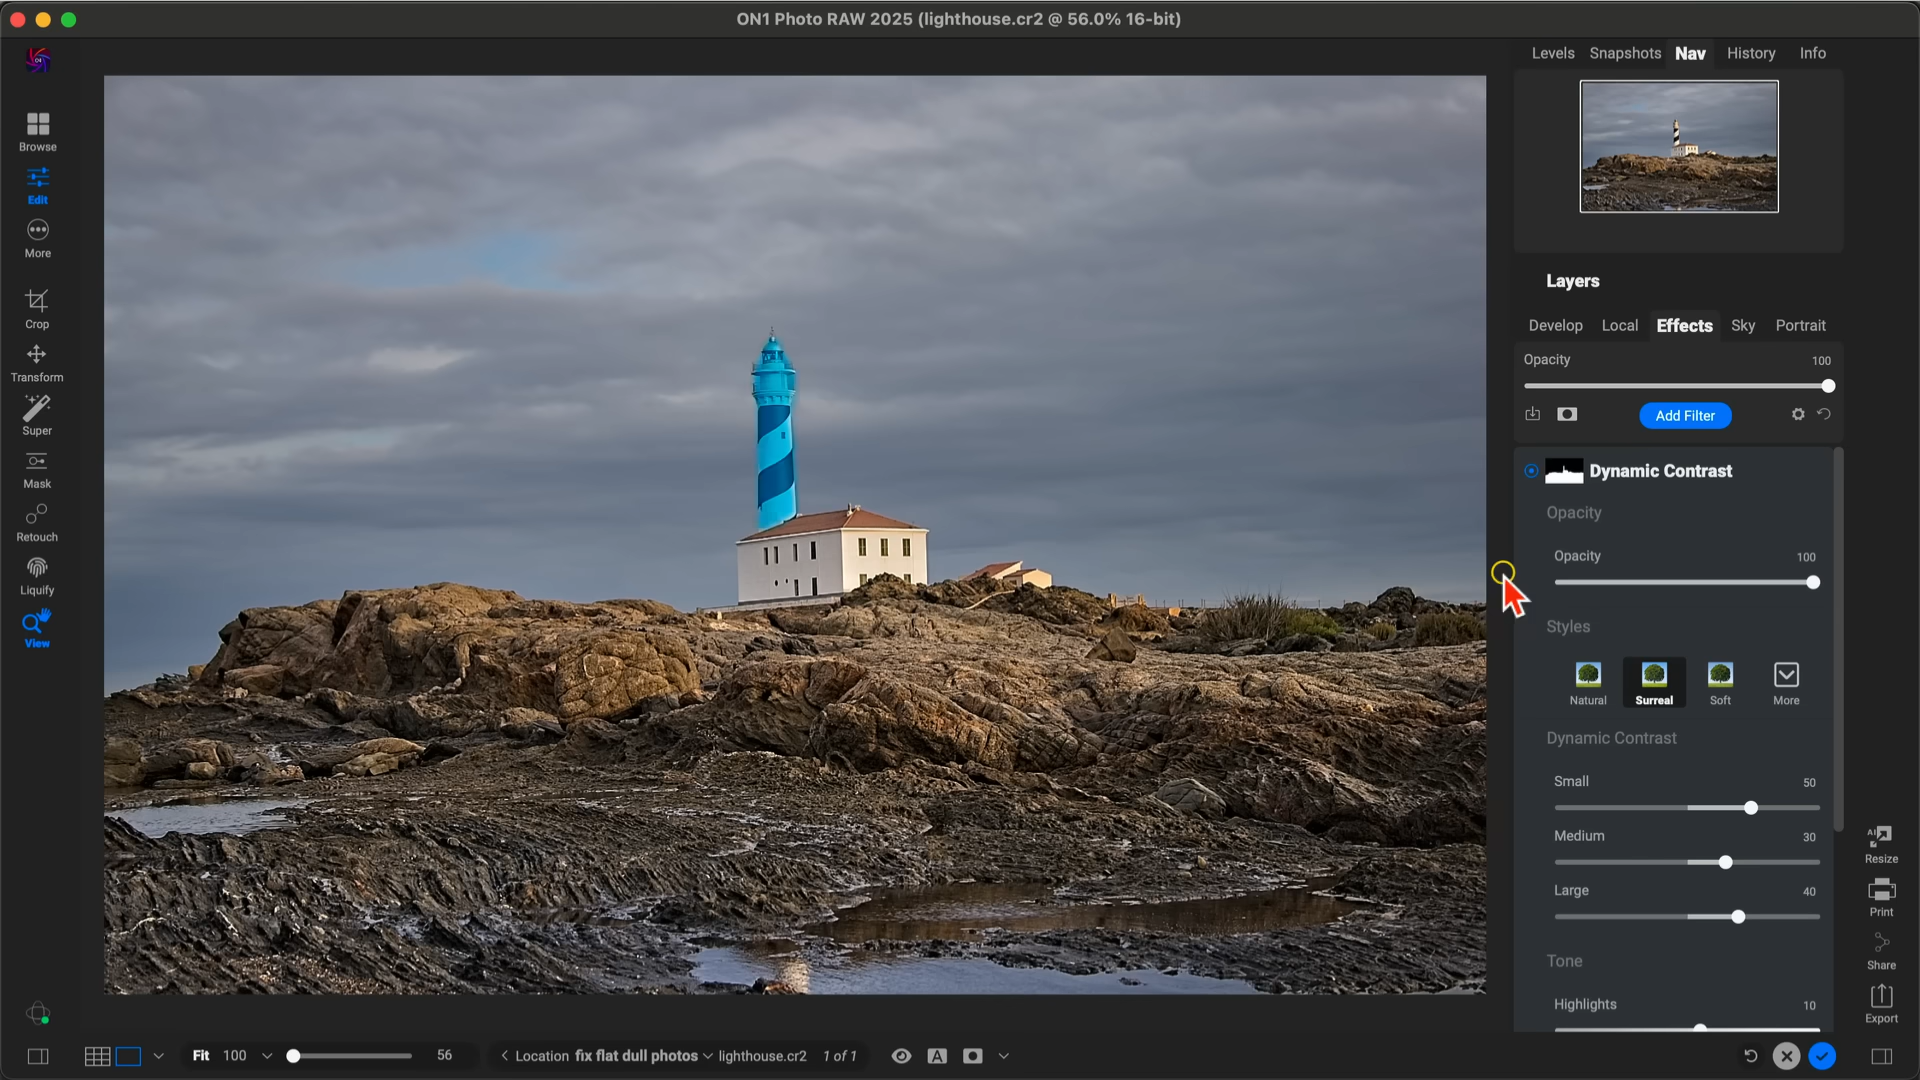 ON1 Photo RAW 2025 (lighthouse.cr2 @ 56.0% 16-bit)
Levels Snapshots Nav History Info
Browse
Edit
More
Crop
Transform
Super
Mask
Retouch
Liquify
View
Layers
Develop Local Effects Sky Portrait
Opacity 100
Add Filter
Dynamic Contrast
Opacity
Opacity 100
Styles
Natural Surreal Soft More
Dynamic Contrast
Small 50
Medium 30
Large 40
Tone
Highlights 10
AI
Resize
Print
Share
Export
Fit 100 56 Location fix flat dull photos lighthouse.cr2 1 of 1 A